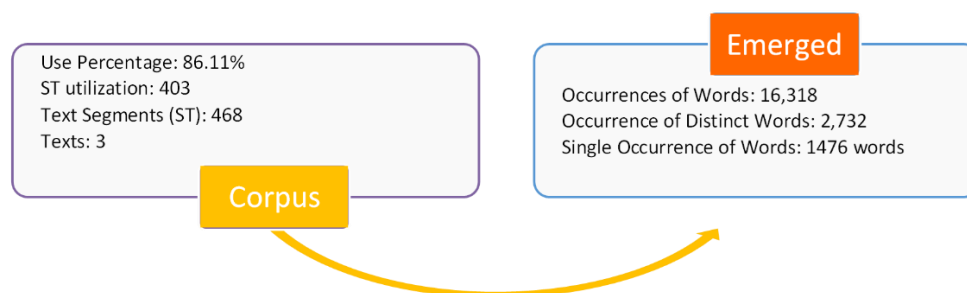 Use Percentage: 86.11%
ST utilization: 403
Text Segments (ST): 468
Texts: 3
Corpus
Emerged
Occurrences of Words: 16,318
Occurrence of Distinct Words: 2,732
Single Occurrence of Words: 1476 words